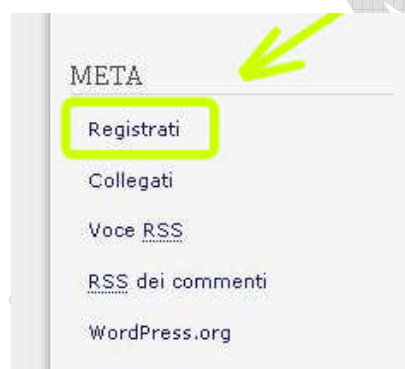 META
Registrati
Collegati
Voce RSS
RSS dei commenti
WordPress.org